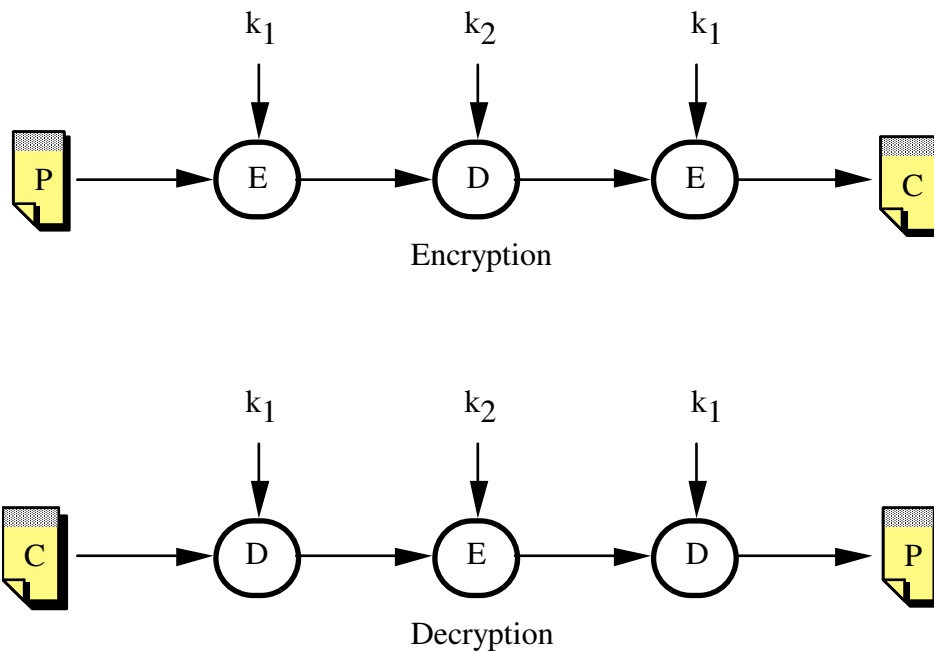 k1 k2 k1
P E D E C
Encryption
k1 k2 k1
C D E D P
Decryption